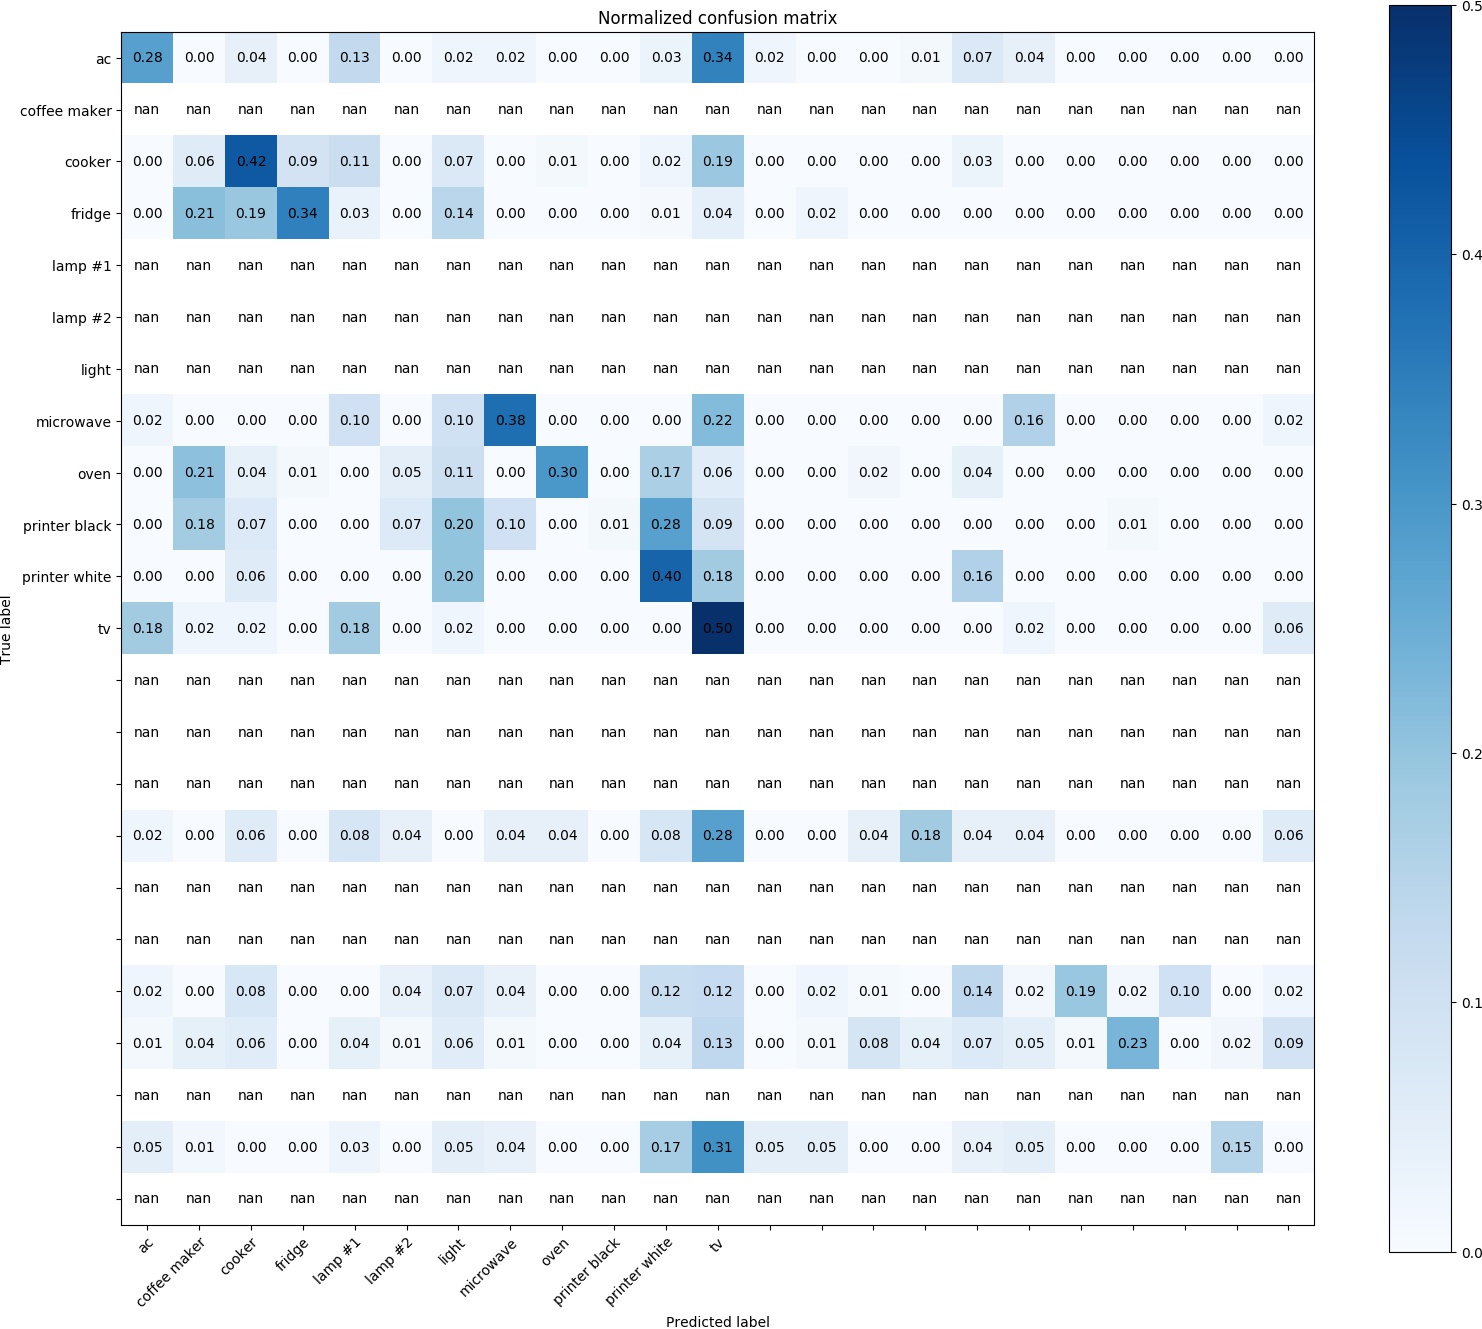 Normalized confusion matrix
ac 0.28 0.00 0.04 0.00 0.13 0.00 0.02 0.02 0.00 0.00 0.03 0.34 0.02 0.00 0.00 0.01 0.07 0.04 0.00 0.00 0.00 0.00 0.00
coffee maker nan nan nan nan nan nan nan nan nan nan nan nan nan nan nan nan nan nan nan nan nan nan nan
cooker 0.00 0.06 0.42 0.09 0.11 0.00 0.07 0.00 0.01 0.00 0.02 0.19 0.00 0.00 0.00 0.00 0.03 0.00 0.00 0.00 0.00 0.00 0.00
fridge 0.00 0.21 0.19 0.34 0.03 0.00 0.14 0.00 0.00 0.00 0.01 0.04 0.00 0.02 0.00 0.00 0.00 0.00 0.00 0.00 0.00 0.00 0.00
lamp #1 nan nan nan nan nan nan nan nan nan nan nan nan nan nan nan nan nan nan nan nan nan nan nan
lamp #2 nan nan nan nan nan nan nan nan nan nan nan nan nan nan nan nan nan nan nan nan nan nan nan
light nan nan nan nan nan nan nan nan nan nan nan nan nan nan nan nan nan nan nan nan nan nan nan
microwave 0.02 0.00 0.00 0.00 0.10 0.00 0.10 0.38 0.00 0.00 0.00 0.22 0.00 0.00 0.00 0.00 0.00 0.16 0.00 0.00 0.00 0.00 0.02
oven 0.00 0.21 0.04 0.01 0.00 0.05 0.11 0.00 0.30 0.00 0.17 0.06 0.00 0.00 0.02 0.00 0.04 0.00 0.00 0.00 0.00 0.00 0.00
printer black 0.00 0.18 0.07 0.00 0.00 0.07 0.20 0.10 0.00 0.01 0.28 0.09 0.00 0.00 0.00 0.00 0.00 0.00 0.00 0.01 0.00 0.00 0.00
printer white 0.00 0.00 0.06 0.00 0.00 0.00 0.20 0.00 0.00 0.00 0.40 0.18 0.00 0.00 0.00 0.00 0.16 0.00 0.00 0.00 0.00 0.00 0.00
tv 0.18 0.02 0.02 0.00 0.18 0.00 0.02 0.00 0.00 0.00 0.00 0.50 0.00 0.00 0.00 0.00 0.00 0.02 0.00 0.00 0.00 0.00 0.06
nan nan nan nan nan nan nan nan nan nan nan nan nan nan nan nan nan nan nan nan nan nan nan
nan nan nan nan nan nan nan nan nan nan nan nan nan nan nan nan nan nan nan nan nan nan nan
nan nan nan nan nan nan nan nan nan nan nan nan nan nan nan nan nan nan nan nan nan nan nan
0.02 0.00 0.06 0.00 0.08 0.04 0.00 0.04 0.04 0.00 0.08 0.28 0.00 0.00 0.04 0.18 0.04 0.04 0.00 0.00 0.00 0.00 0.06
nan nan nan nan nan nan nan nan nan nan nan nan nan nan nan nan nan nan nan nan nan nan nan
nan nan nan nan nan nan nan nan nan nan nan nan nan nan nan nan nan nan nan nan nan nan nan
0.02 0.00 0.08 0.00 0.00 0.04 0.07 0.04 0.00 0.00 0.12 0.12 0.00 0.02 0.01 0.00 0.14 0.02 0.19 0.02 0.10 0.00 0.02
0.01 0.04 0.06 0.00 0.04 0.01 0.06 0.01 0.00 0.00 0.04 0.13 0.00 0.01 0.08 0.04 0.07 0.05 0.01 0.23 0.00 0.02 0.09
nan nan nan nan nan nan nan nan nan nan nan nan nan nan nan nan nan nan nan nan nan nan nan
0.05 0.01 0.00 0.00 0.03 0.00 0.05 0.04 0.00 0.00 0.17 0.31 0.05 0.05 0.00 0.00 0.04 0.05 0.00 0.00 0.00 0.15 0.00
nan nan nan nan nan nan nan nan nan nan nan nan nan nan nan nan nan nan nan nan nan nan nan
True label
ac coffee maker cooker fridge lamp #1 lamp #2 light microwave oven printer black printer white tv
Predicted label
0.5
0.4
0.3
0.2
0.1
0.0